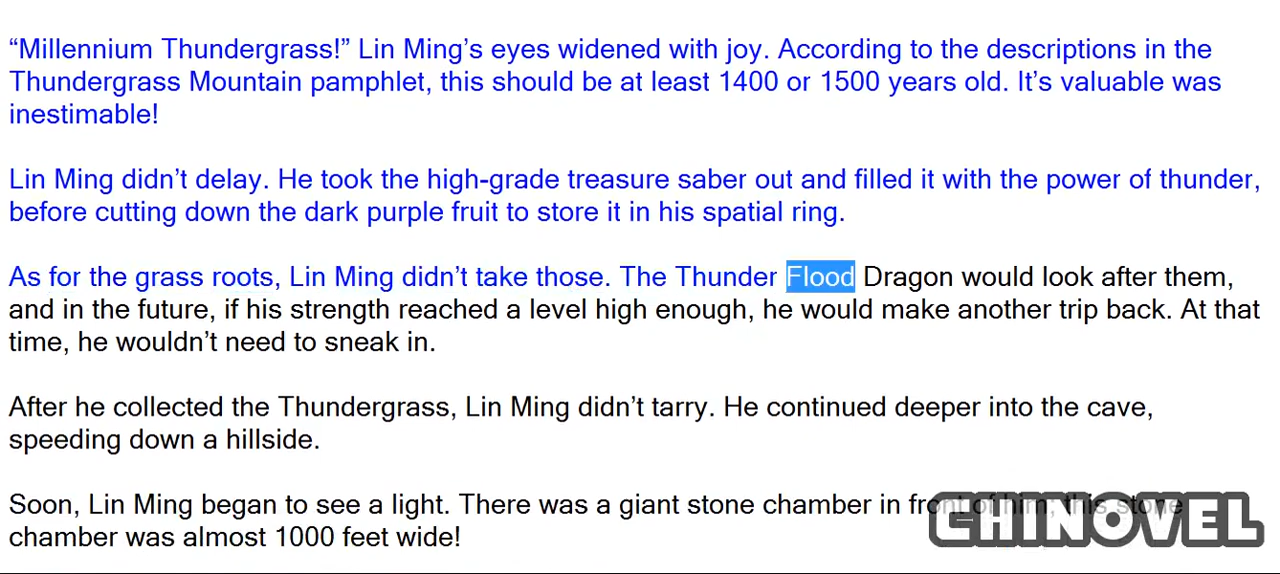 “Millennium Thundergrass!” Lin Ming’s eyes widened with joy. According to the descriptions in the
Thundergrass Mountain pamphlet, this should be at least 1400 or 1500 years old. It’s valuable was
inestimable!
Lin Ming didn’t delay. He took the high-grade treasure saber out and filled it with the power of thunder,
before cutting down the dark purple fruit to store it in his spatial ring.
As for the grass roots, Lin Ming didn’t take those. The Thunder Flood Dragon would look after them,
and in the future, if his strength reached a level high enough, he would make another trip back. At that
time, he wouldn’t need to sneak in.
After he collected the Thundergrass, Lin Ming didn’t tarry. He continued deeper into the cave,
speeding down a hillside.
Soon, Lin Ming began to see a light. There was a giant stone chamber in front of him, this stone
chamber was almost 1000 feet wide!
CHINOVEL